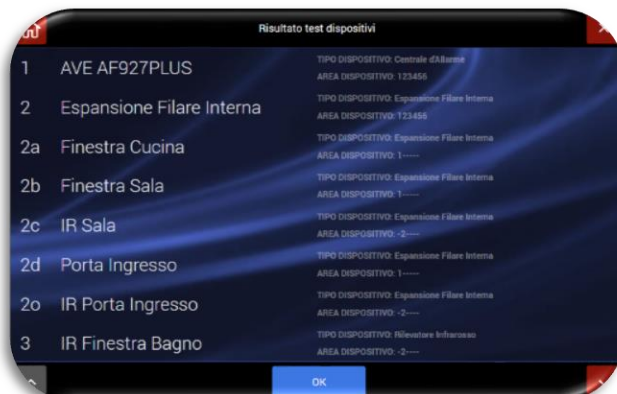 Risultato test dispositivi
1 AVE AF927PLUS
TIPO DISPOSITIVO: Centrale d'Allarme
AREA DISPOSITIVO: 123456
2 Espansione Filare Interna
TIPO DISPOSITIVO: Espansione Filare Interna
AREA DISPOSITIVO: 123456
2a Finestra Cucina
TIPO DISPOSITIVO: Espansione Filare Interna
AREA DISPOSITIVO: 1-----
2b Finestra Sala
TIPO DISPOSITIVO: Espansione Filare Interna
AREA DISPOSITIVO: 1-----
2c IR Sala
TIPO DISPOSITIVO: Espansione Filare Interna
AREA DISPOSITIVO: -2----
2d Porta Ingresso
TIPO DISPOSITIVO: Espansione Filare Interna
AREA DISPOSITIVO: 1-----
2o IR Porta Ingresso
TIPO DISPOSITIVO: Espansione Filare Interna
AREA DISPOSITIVO: -2----
3 IR Finestra Bagno
TIPO DISPOSITIVO: Rilevatore Infrarosso
AREA DISPOSITIVO: -2----
OK